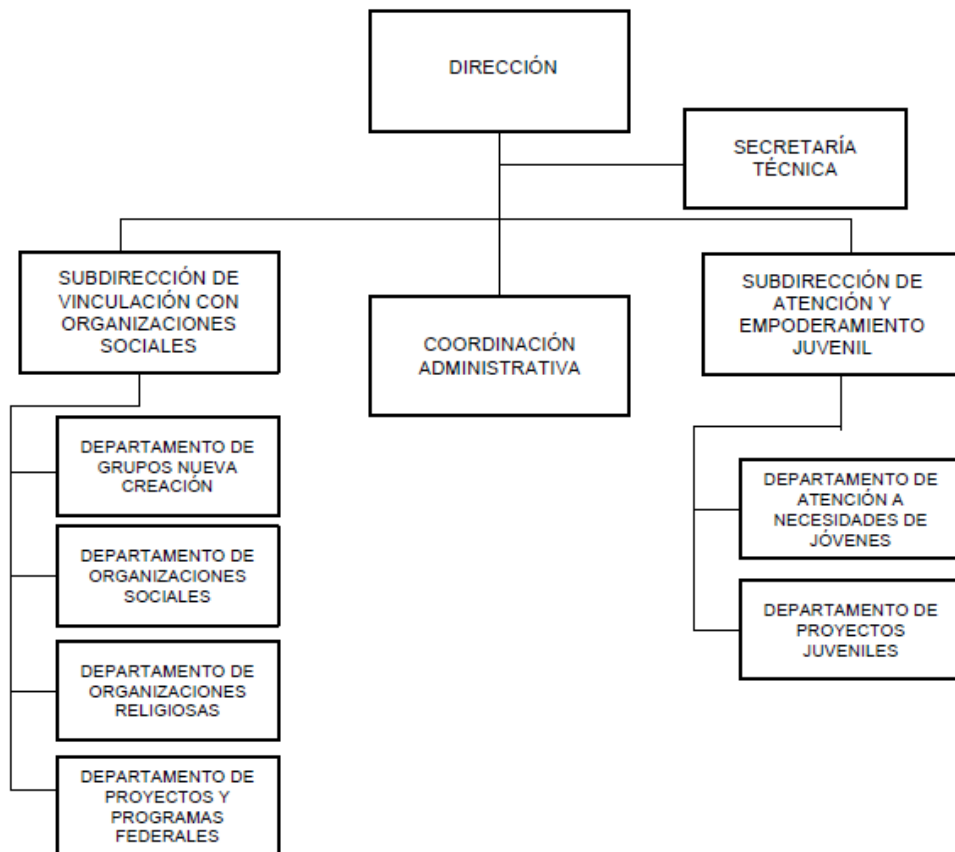 DIRECCIÓN
SECRETARÍA
TÉCNICA
SUBDIRECCIÓN DE
VINCULACIÓN CON
ORGANIZACIONES
SOCIALES
COORDINACIÓN
ADMINISTRATIVA
SUBDIRECCIÓN DE
ATENCIÓN Y
EMPODERAMIENTO
JUVENIL
DEPARTAMENTO DE
GRUPOS NUEVA
CREACIÓN
DEPARTAMENTO DE
ORGANIZACIONES
SOCIALES
DEPARTAMENTO DE
ORGANIZACIONES
RELIGIOSAS
DEPARTAMENTO DE
PROYECTOS Y
PROGRAMAS
FEDERALES
DEPARTAMENTO DE
ATENCIÓN A
NECESIDADES DE
JÓVENES
DEPARTAMENTO DE
PROYECTOS
JUVENILES